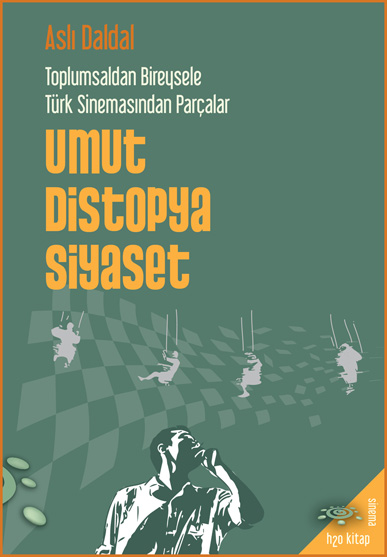 Aslı Daldal
Toplumsaldan Bireysele
Türk Sinemasından Parçalar
UMUt
DiStOPYa
SiYaSet
sinema
h2o kitap